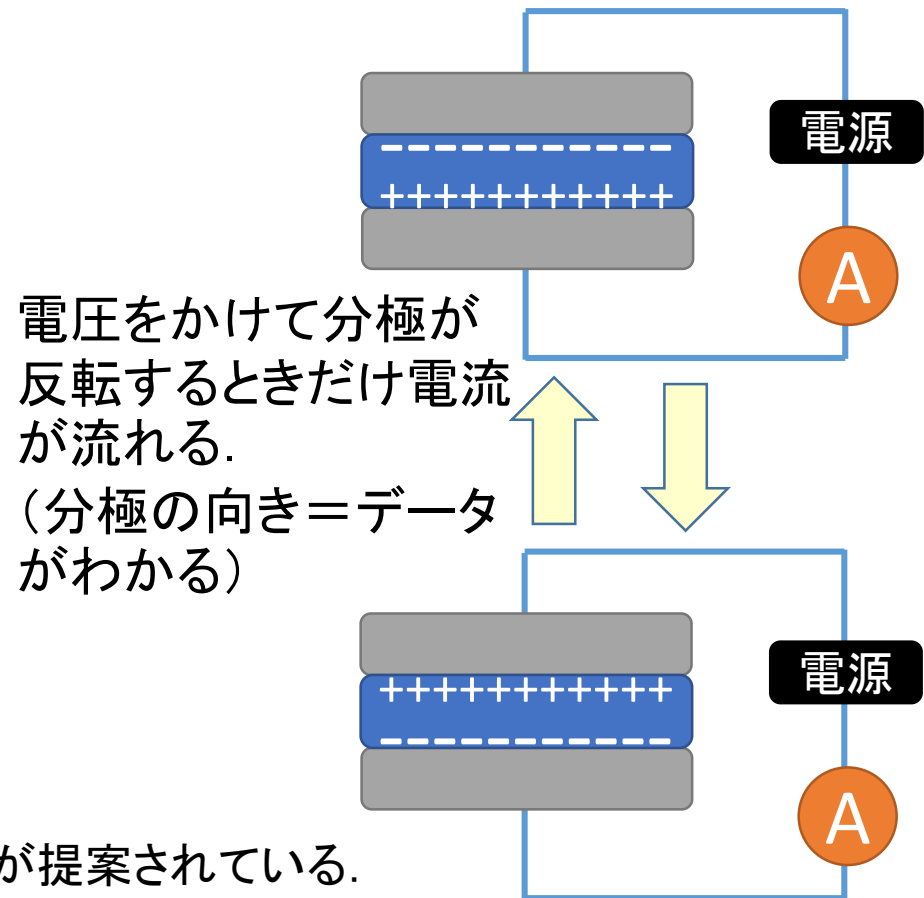 電源
－－－－－－－－－－－
+++++++++++
A
電圧をかけて分極が
反転するときだけ電流
が流れる.
（分極の向き＝データ
がわかる）
電源
+++++++++++
－－－－－－－－－－－
A
が提案されている.